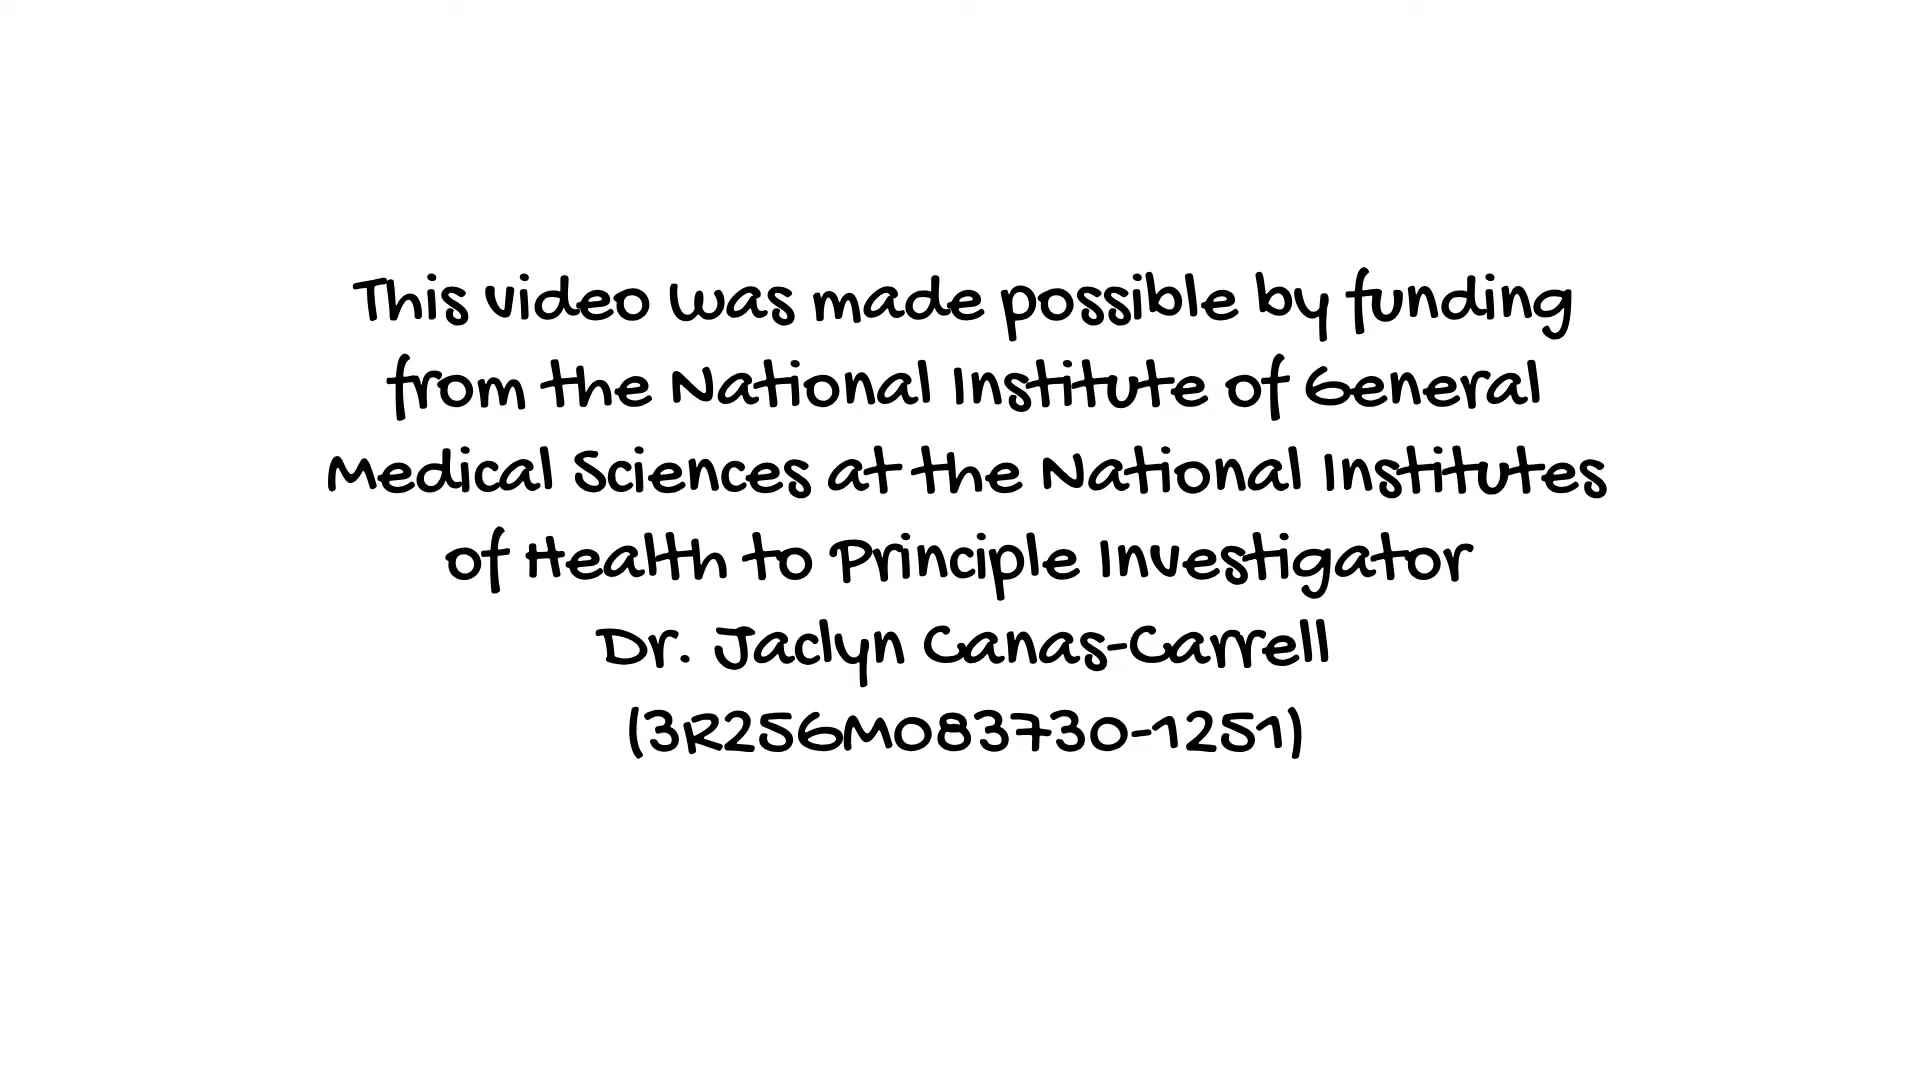 This video was made possible by funding
from the National Institute of General
Medical Sciences at the National Institutes
of Health to Principle Investigator
Dr. Jaclyn Canas-Carrell
(3R25GM083730-12S1)